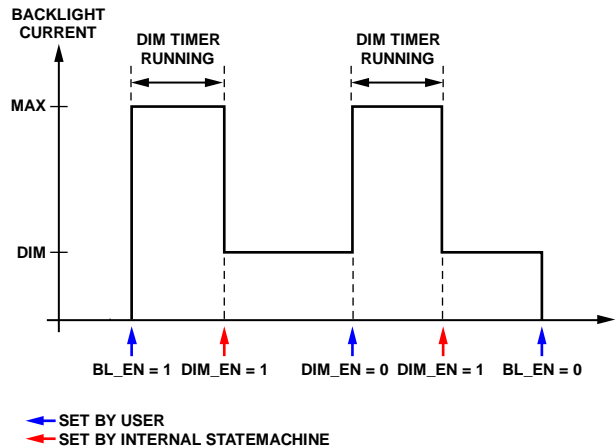 BACKLIGHT
CURRENT
DIM TIMER
RUNNING
DIM TIMER
RUNNING
MAX
DIM
BL_EN = 1
DIM_EN = 1
DIM_EN = 0
DIM_EN = 1
BL_EN = 0
SET BY USER
SET BY INTERNAL STATEMACHINE